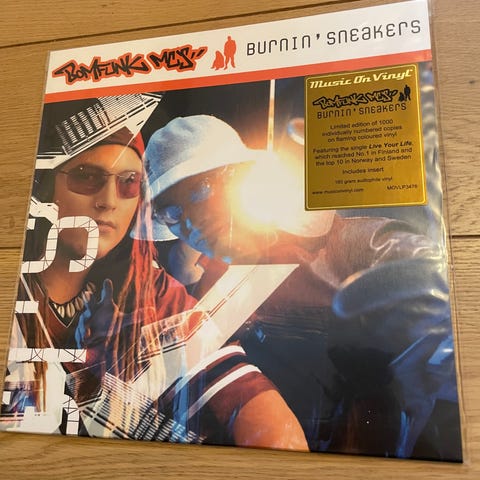 BOMFUNK MC'S
BURNIN' SNEAKERS
Music On Vinyl
BOMFUNK MC'S
BURNIN' SNEAKERS
Limited edition of 1000
individually numbered copies
on flaming coloured vinyl
Featuring the single Live Your Life,
which reached No.1 in Finland and
the top 10 in Norway and Sweden
Includes insert
180 gram audiophile vinyl
www.musiconvinyl.com MOVLP3476